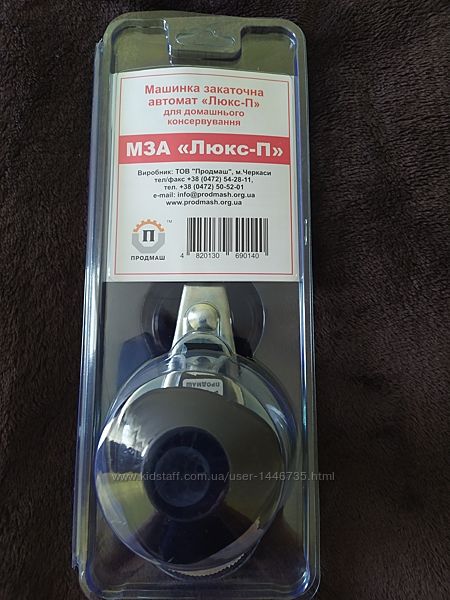 Машинка закаточна
автомат «Люкс-П»
для домашнього
консервування
МЗА «Люкс-П»
Виробник: ТОВ "Продмаш", м.Черкаси
тел/факс +38 (0472) 54-28-11,
тел. +38 (0472) 50-52-01
e-mail: info@prodmash.org.ua
www.prodmash.org.ua
П
TM
ПРОДМАШ
4 820130 690140
ПРОДМАШ
www.kidstaff.com.ua/user-1446735.html